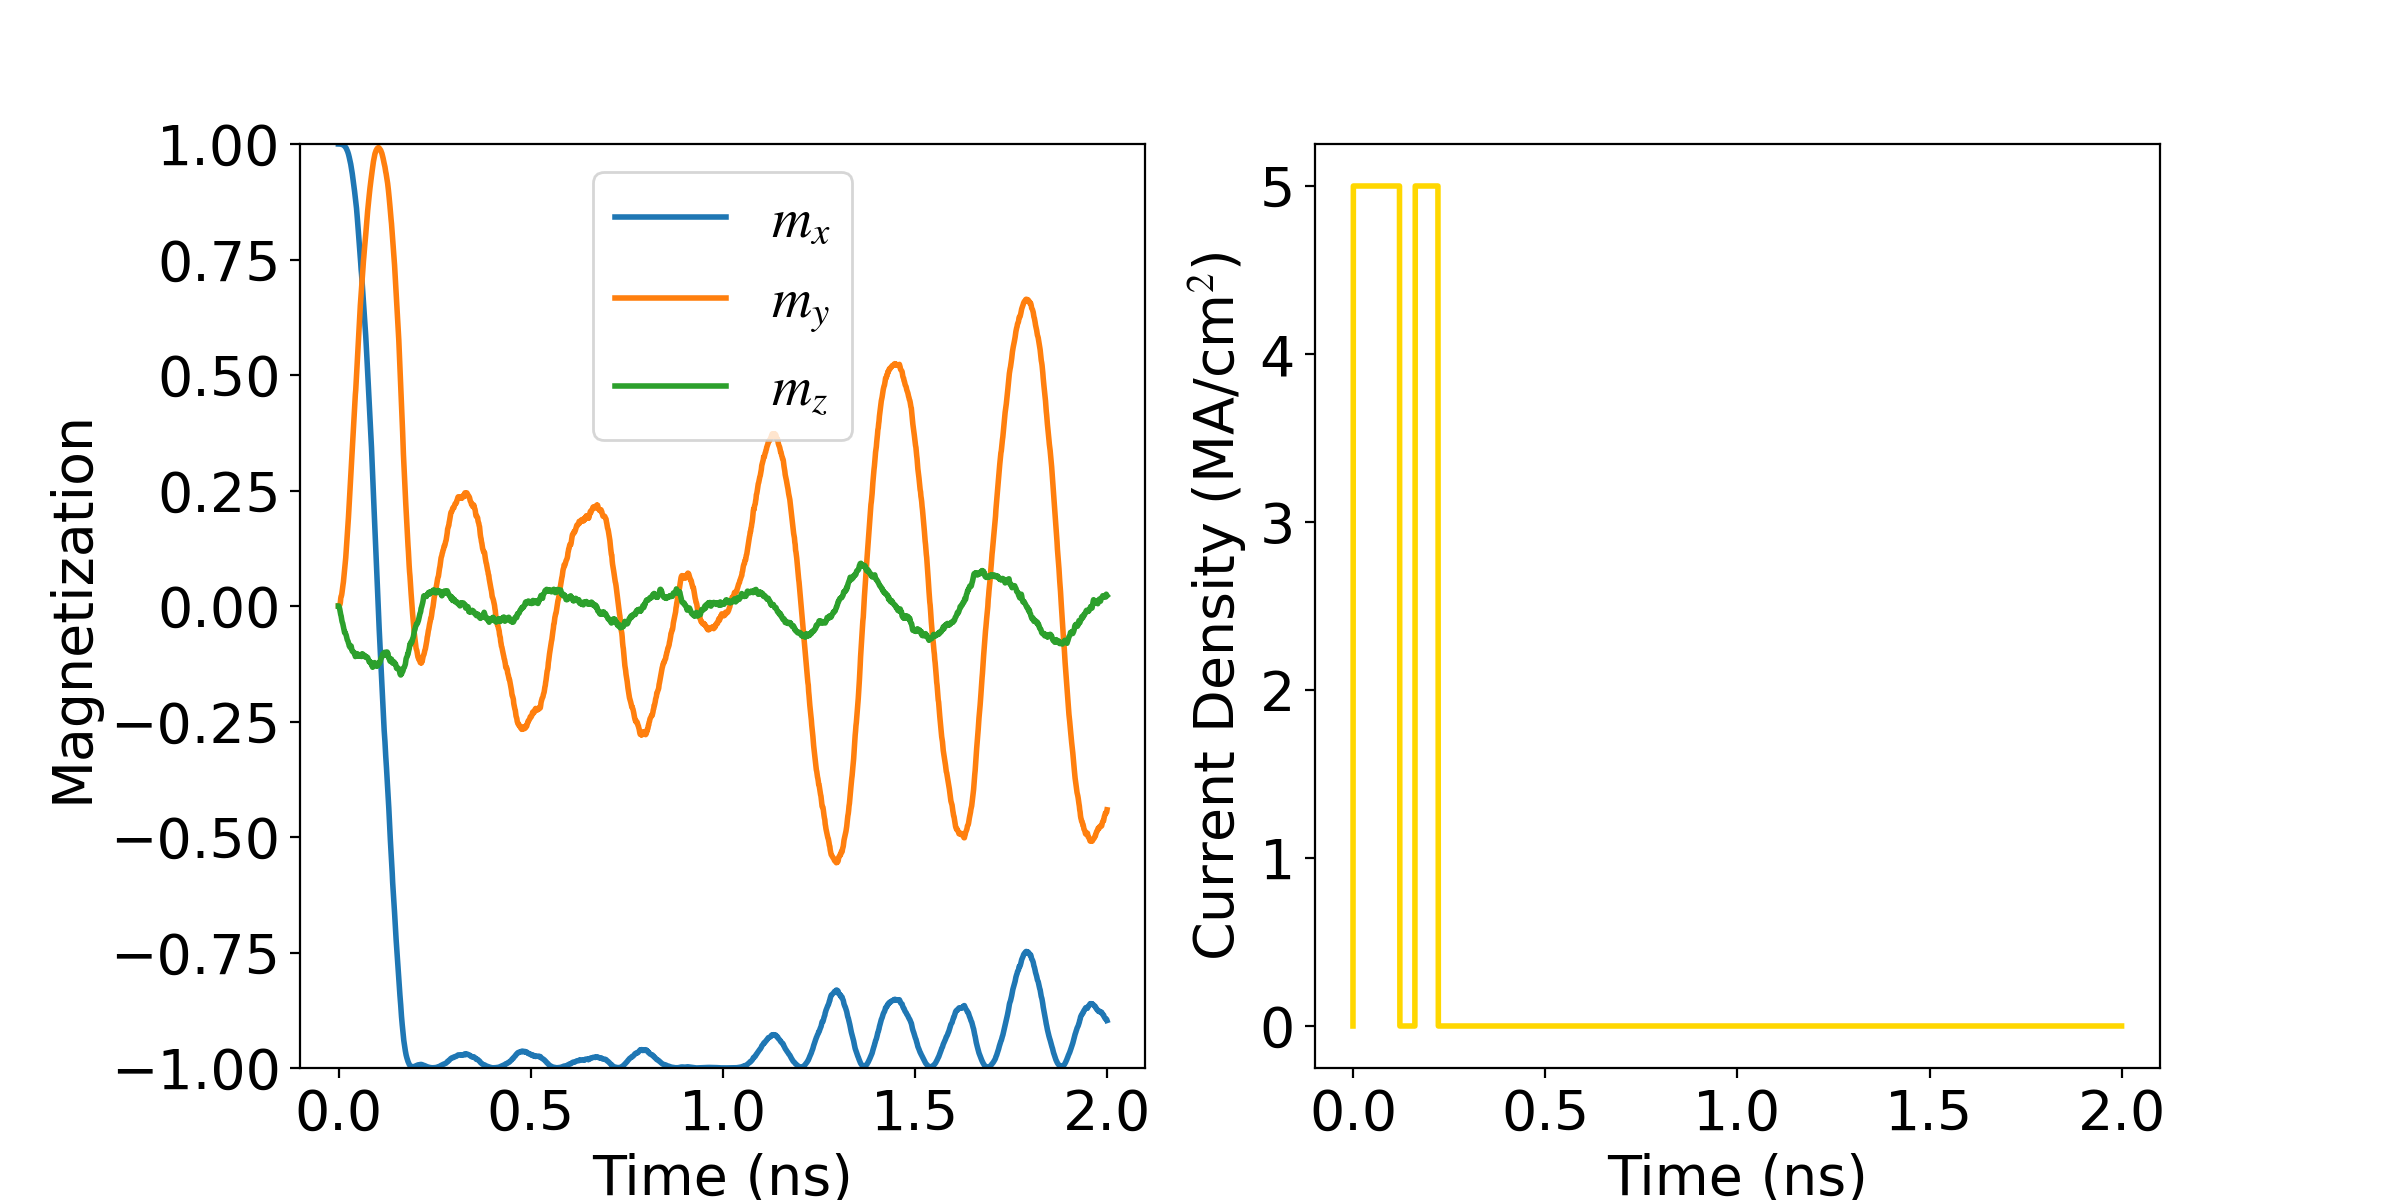 Magnetization
1.00
0.75
0.50
0.25
0.00
−0.25
−0.50
−0.75
−1.00
0.0 0.5 1.0 1.5 2.0
Time (ns)
m_x
m_y
m_z
Current Density (MA/cm²)
5
4
3
2
1
0
0.0 0.5 1.0 1.5 2.0
Time (ns)